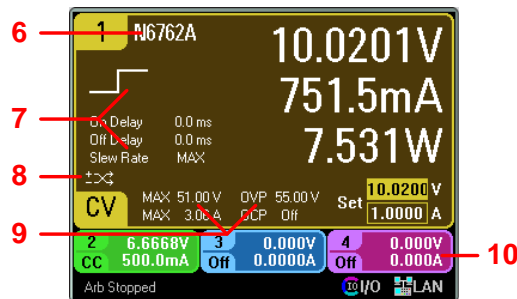 6
1 N6762A
10.0201V
751.5mA
7.531W
7
On Delay 0.0 ms
Off Delay 0.0 ms
Slew Rate MAX
8
CV
MAX 51.00 V OVP 55.00 V
MAX 3.00 A OCP Off
Set 10.0200 V
1.0000 A
9
2 6.6668V
CC 500.0mA
3 0.000V
Off 0.0000A
4 0.000V
Off 0.000A
10
Arb Stopped
IO I/O LAN